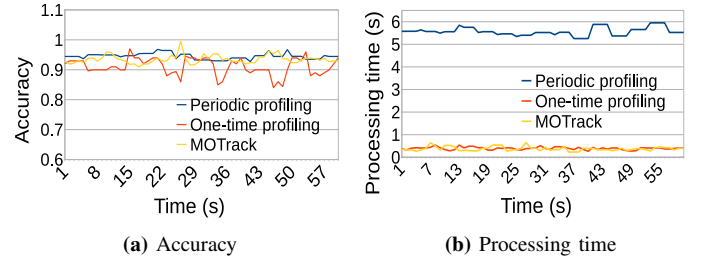 Accuracy
1.1
1
0.9
0.8
0.7
0.6
Periodic profiling
One-time profiling
MOTrack
1 8 15 22 29 36 43 50 57
Time (s)
(a) Accuracy
Processing time (s)
6
5
4
3
2
1
0
Periodic profiling
One-time profiling
MOTrack
1 7 13 19 25 31 37 43 49 55
Time (s)
(b) Processing time